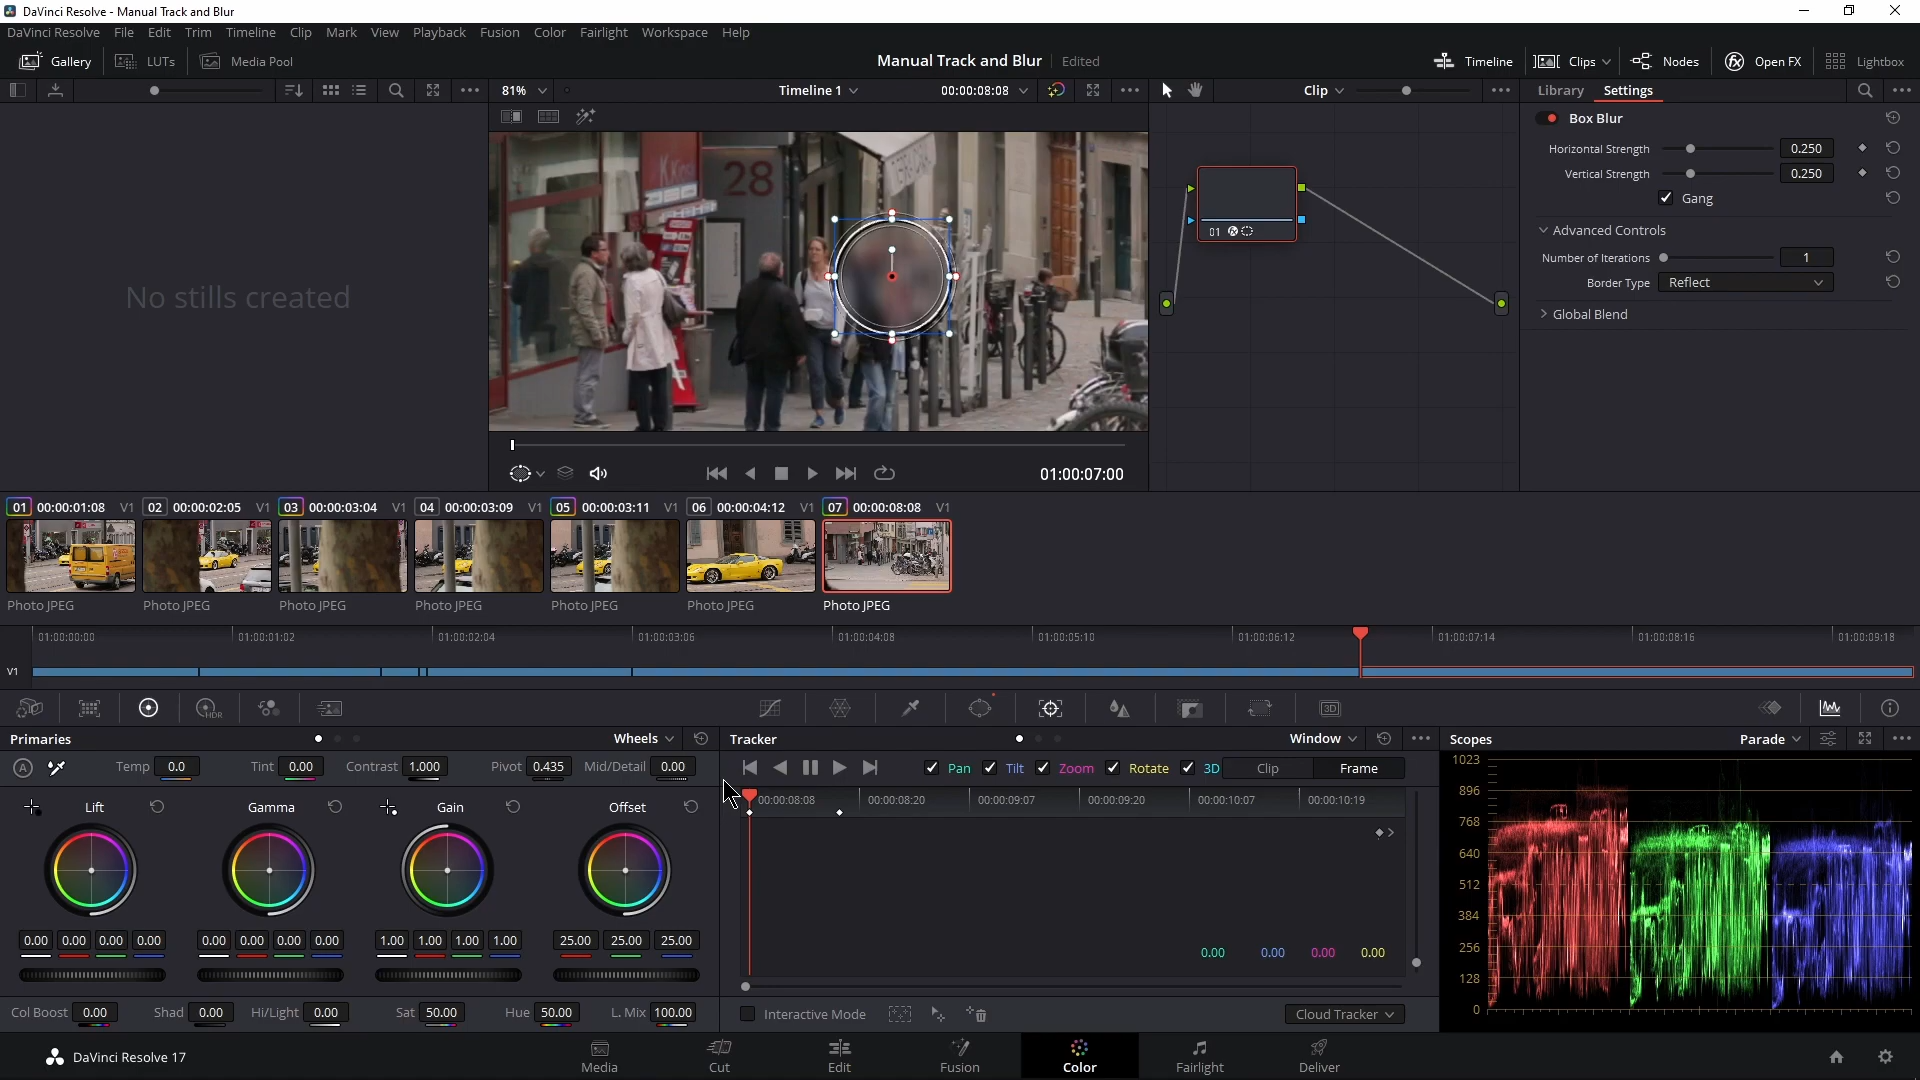 DaVinci Resolve - Manual Track and Blur
DaVinci Resolve File Edit Trim Timeline Clip Mark View Playback Fusion Color Fairlight Workspace Help
Gallery LUTs Media Pool Manual Track and Blur Edited Timeline Clips Nodes Open FX Lightbox
81% Timeline 1 00:00:08:08 Clip Library Settings
Box Blur
Horizontal Strength 0.250
Vertical Strength 0.250
Gang
Advanced Controls
Number of Iterations 1
Border Type Reflect
Global Blend
No stills created
28
01
01:00:07:00
01 00:00:01:08 V1 02 00:00:02:05 V1 03 00:00:03:04 V1 04 00:00:03:09 V1 05 00:00:03:11 V1 06 00:00:04:12 V1 07 00:00:08:08 V1
Photo JPEG Photo JPEG Photo JPEG Photo JPEG Photo JPEG Photo JPEG Photo JPEG
01:00:00:00 01:00:01:02 01:00:02:04 01:00:03:06 01:00:04:08 01:00:05:10 01:00:06:12 01:00:07:14 01:00:08:16 01:00:09:18
V1
HDR 3D
Primaries Wheels Tracker Window Scopes Parade
A Temp 0.0 Tint 0.00 Contrast 1.000 Pivot 0.435 Mid/Detail 0.00
Pan Tilt Zoom Rotate 3D Clip Frame
Lift Gamma Gain Offset
00:00:08:08 00:00:08:20 00:00:09:07 00:00:09:20 00:00:10:07 00:00:10:19
0.00 0.00 0.00 0.00 0.00 0.00 0.00 0.00 1.00 1.00 1.00 1.00 25.00 25.00 25.00
0.00 0.00 0.00 0.00
Col Boost 0.00 Shad 0.00 Hi/Light 0.00 Sat 50.00 Hue 50.00 L. Mix 100.00
Interactive Mode Cloud Tracker
1023
896
768
640
512
384
256
128
0
DaVinci Resolve 17 Media Cut Edit Fusion Color Fairlight Deliver